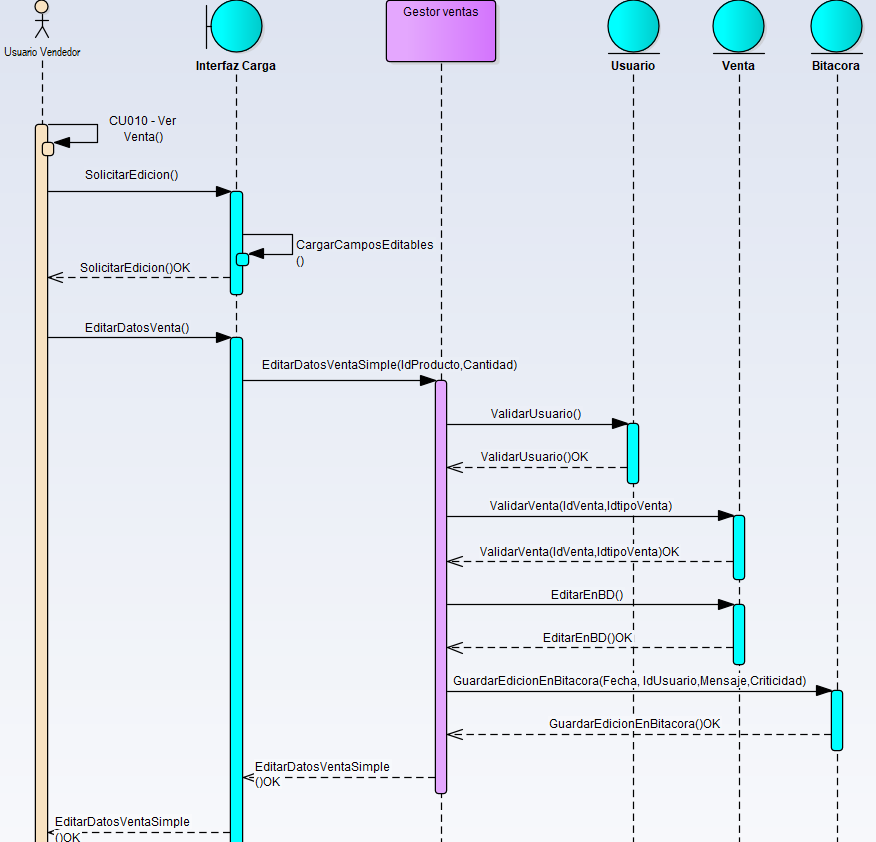 Gestor ventas
Usuario Vendedor
Interfaz Carga
Usuario
Venta
Bitacora
CU010 - Ver
Venta()
SolicitarEdicion()
CargarCamposEditables
()
SolicitarEdicion()OK
EditarDatosVenta()
EditarDatosVentaSimple(IdProducto,Cantidad)
ValidarUsuario()
ValidarUsuario()OK
ValidarVenta(IdVenta,IdtipoVenta)
ValidarVenta(IdVenta,IdtipoVenta)OK
EditarEnBD()
EditarEnBD()OK
GuardarEdicionEnBitacora(Fecha, IdUsuario,Mensaje,Criticidad)
GuardarEdicionEnBitacora()OK
EditarDatosVentaSimple
()OK
EditarDatosVentaSimple
()OK